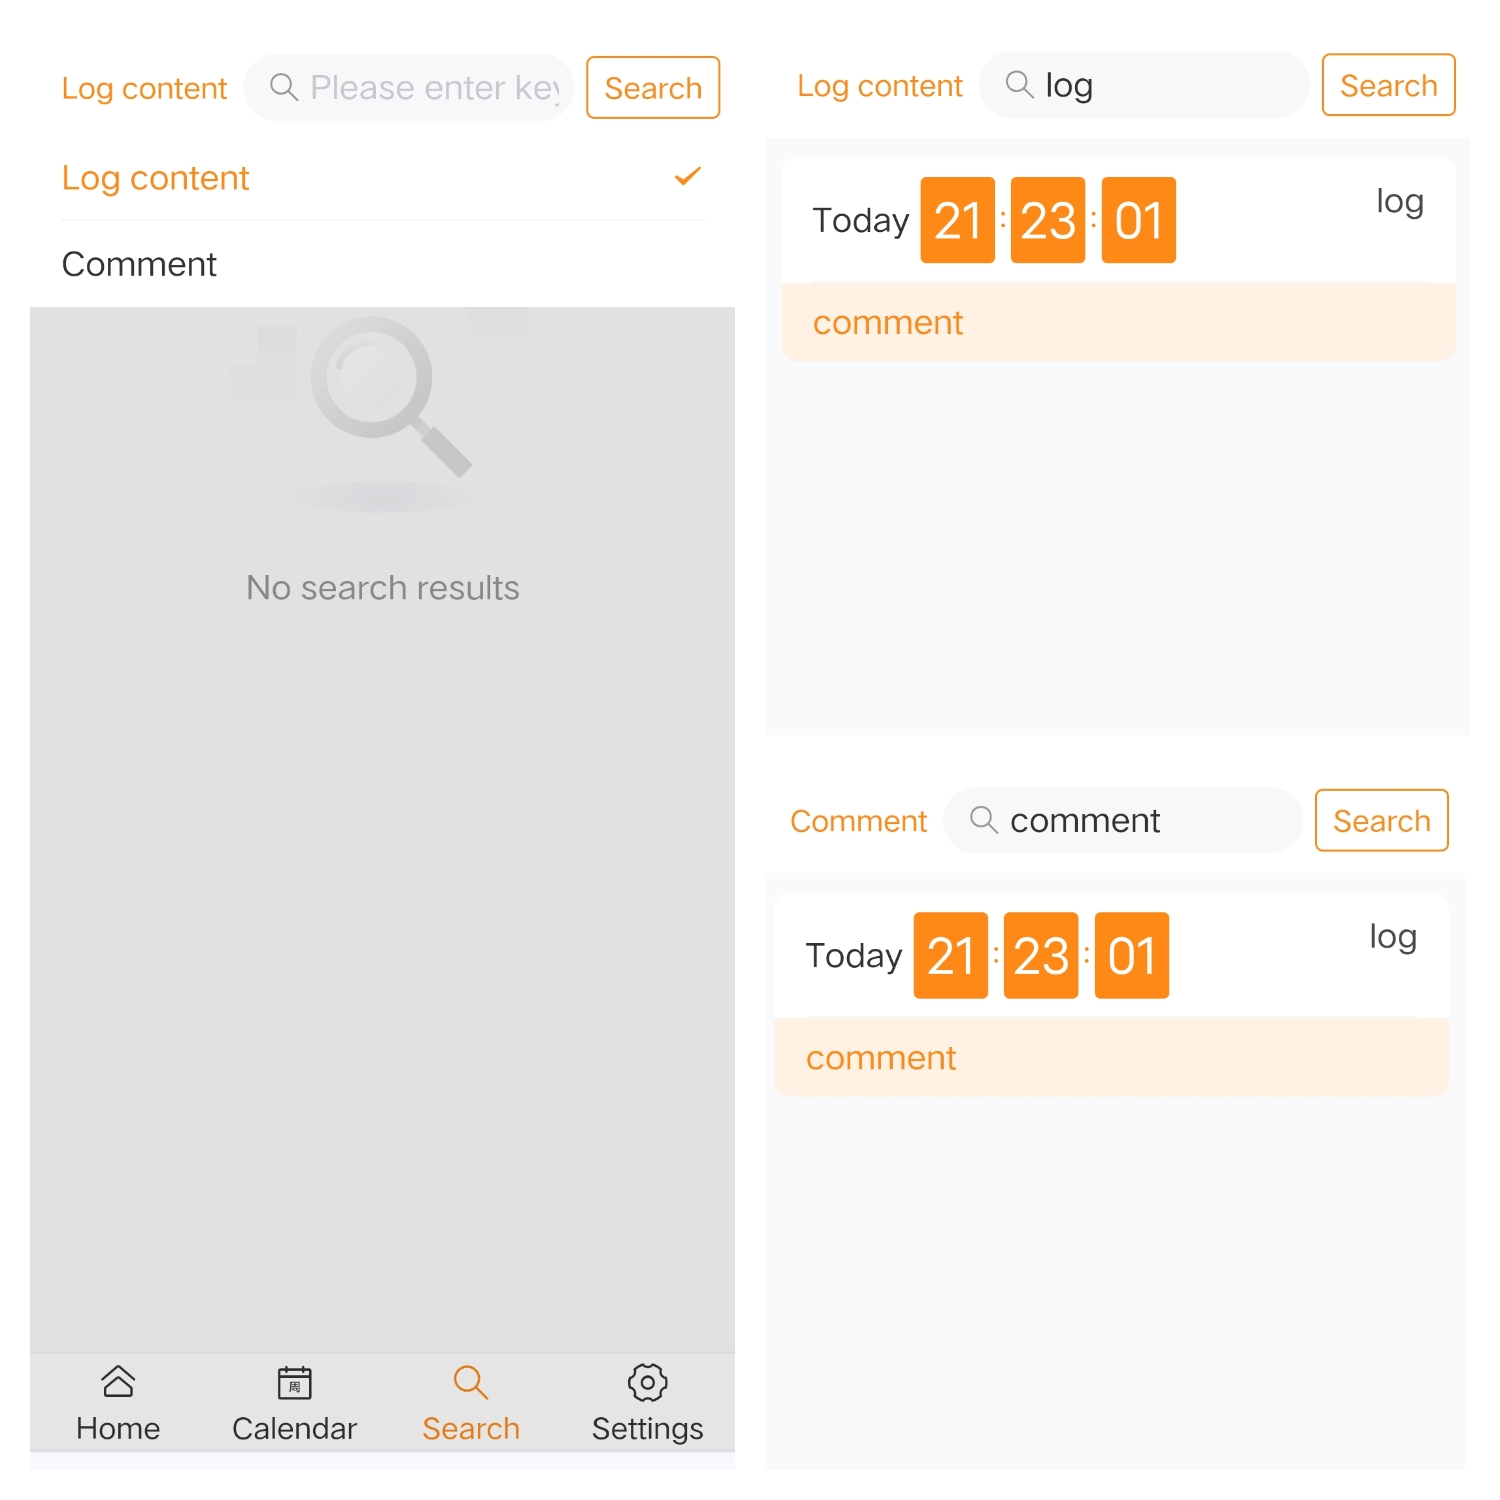 Log content
Please enter key
Search
Log content
Comment
No search results
Home
周
Calendar
Search
Settings
Log content
log
Search
Today 21:23:01
log
comment
Comment
comment
Search
Today 21:23:01
log
comment